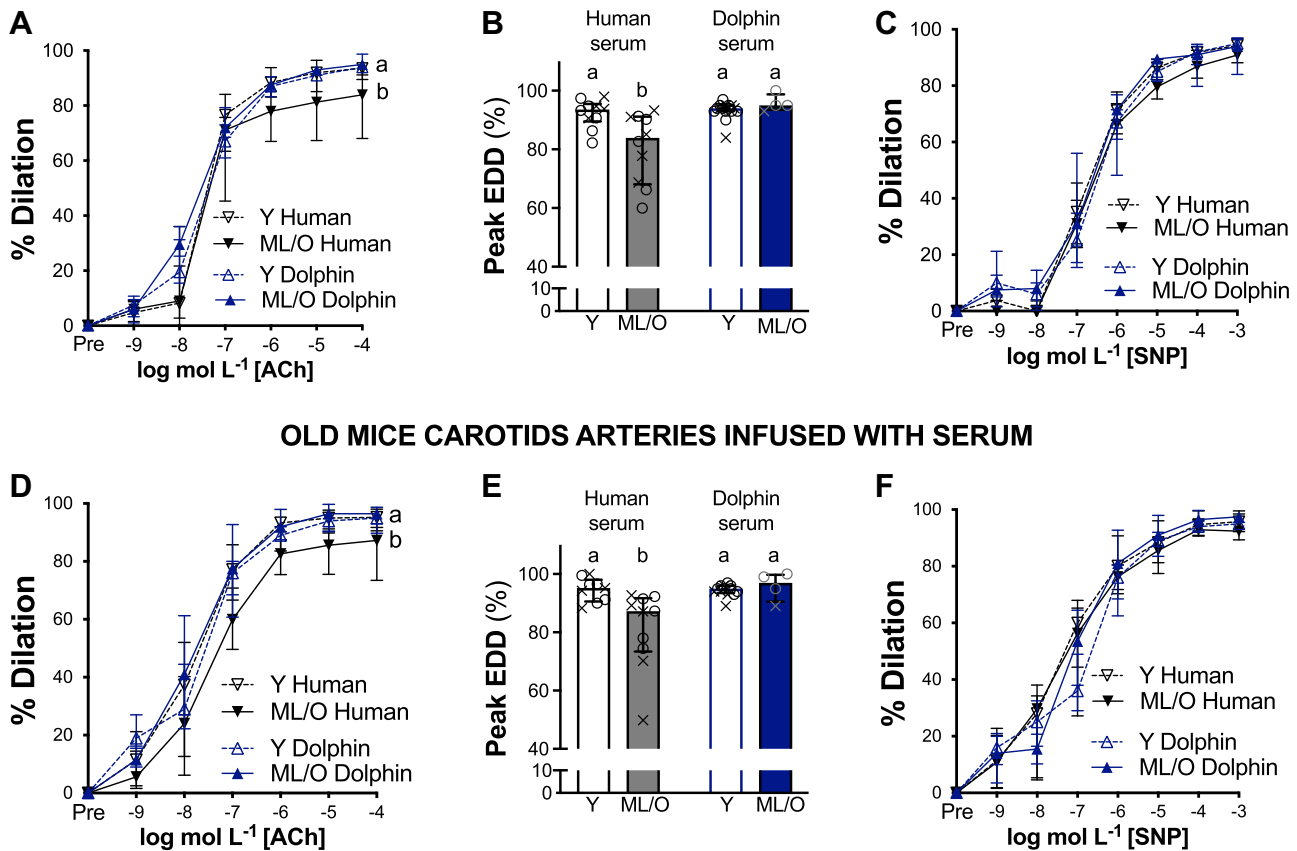 A
B
C
Human
serum
Dolphin
serum
% Dilation
100
80
60
40
20
0
a
b
Y Human
ML/O Human
Y Dolphin
ML/O Dolphin
Pre -9 -8 -7 -6 -5 -4
log mol L-1 [ACh]
Peak EDD (%)
100
80
60
40
10
0
a b a a
Y ML/O Y ML/O
% Dilation
100
80
60
40
20
0
Y Human
ML/O Human
Y Dolphin
ML/O Dolphin
Pre -9 -8 -7 -6 -5 -4 -3
log mol L-1 [SNP]
OLD MICE CAROTIDS ARTERIES INFUSED WITH SERUM
D
E
F
Human
serum
Dolphin
serum
% Dilation
100
80
60
40
20
0
a
b
Y Human
ML/O Human
Y Dolphin
ML/O Dolphin
Pre -9 -8 -7 -6 -5 -4
log mol L-1 [ACh]
Peak EDD (%)
100
80
60
40
10
0
a b a a
Y ML/O Y ML/O
% Dilation
100
80
60
40
20
0
Y Human
ML/O Human
Y Dolphin
ML/O Dolphin
Pre -9 -8 -7 -6 -5 -4 -3
log mol L-1 [SNP]